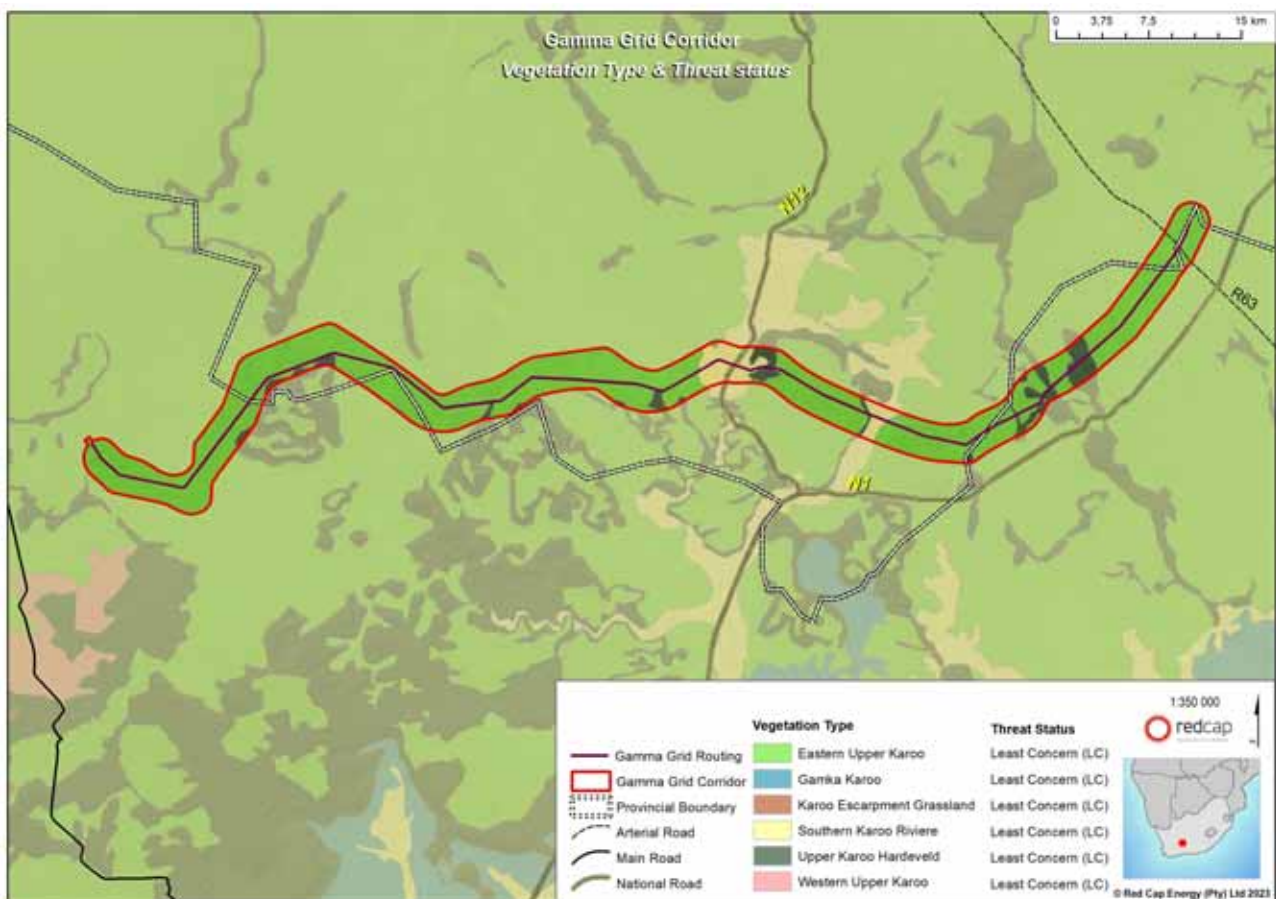 0 3,75 7,5 15 km
Gamma Grid Corridor
Vegetation Type & Threat status
N12
R63
N1
1:350 000
redcap
Vegetation Type
Threat Status
Gamma Grid Routing
Gamma Grid Corridor
Provincial Boundary
Arterial Road
Main Road
National Road
Eastern Upper Karoo
Gamka Karoo
Karoo Escarpment Grassland
Southern Karoo Riviere
Upper Karoo Hardeveld
Western Upper Karoo
Least Concern (LC)
Least Concern (LC)
Least Concern (LC)
Least Concern (LC)
Least Concern (LC)
Least Concern (LC)
© Red Cap Energy (Pty) Ltd 2023